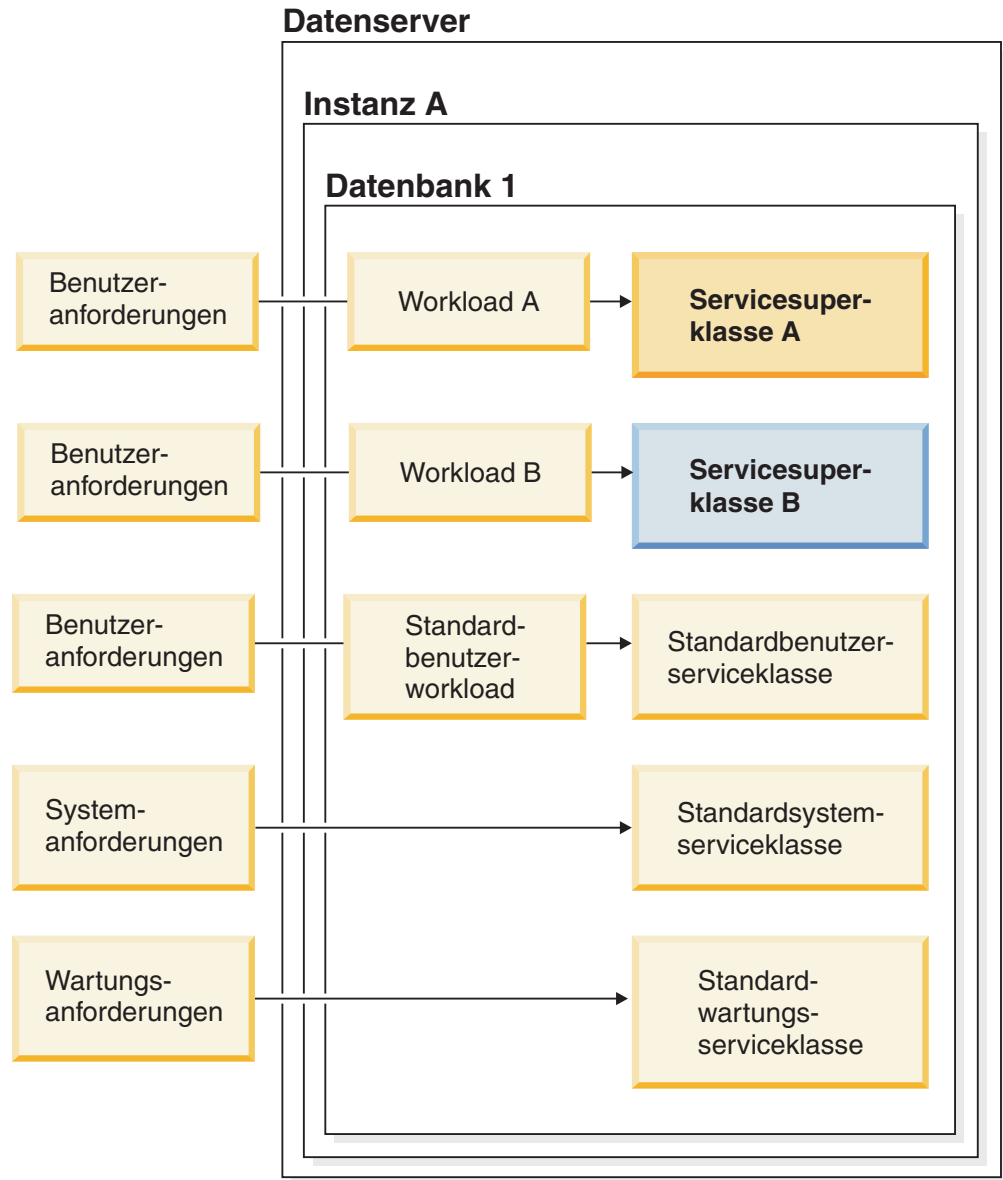 Datenserver
Instanz A
Datenbank 1
Benutzer-
anforderungen
Workload A
Servicesuper-
klasse A
Benutzer-
anforderungen
Workload B
Servicesuper-
klasse B
Benutzer-
anforderungen
Standard-
benutzer-
workload
Standardbenutzer-
serviceklasse
System-
anforderungen
Standardsystem-
serviceklasse
Wartungs-
anforderungen
Standard-
wartungs-
serviceklasse